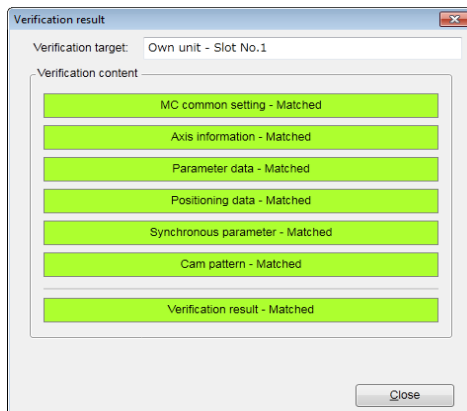 Verification result
Verification target: Own unit - Slot No.1
Verification content
MC common setting - Matched
Axis information - Matched
Parameter data - Matched
Positioning data - Matched
Synchronous parameter - Matched
Cam pattern - Matched
Verification result - Matched
Close